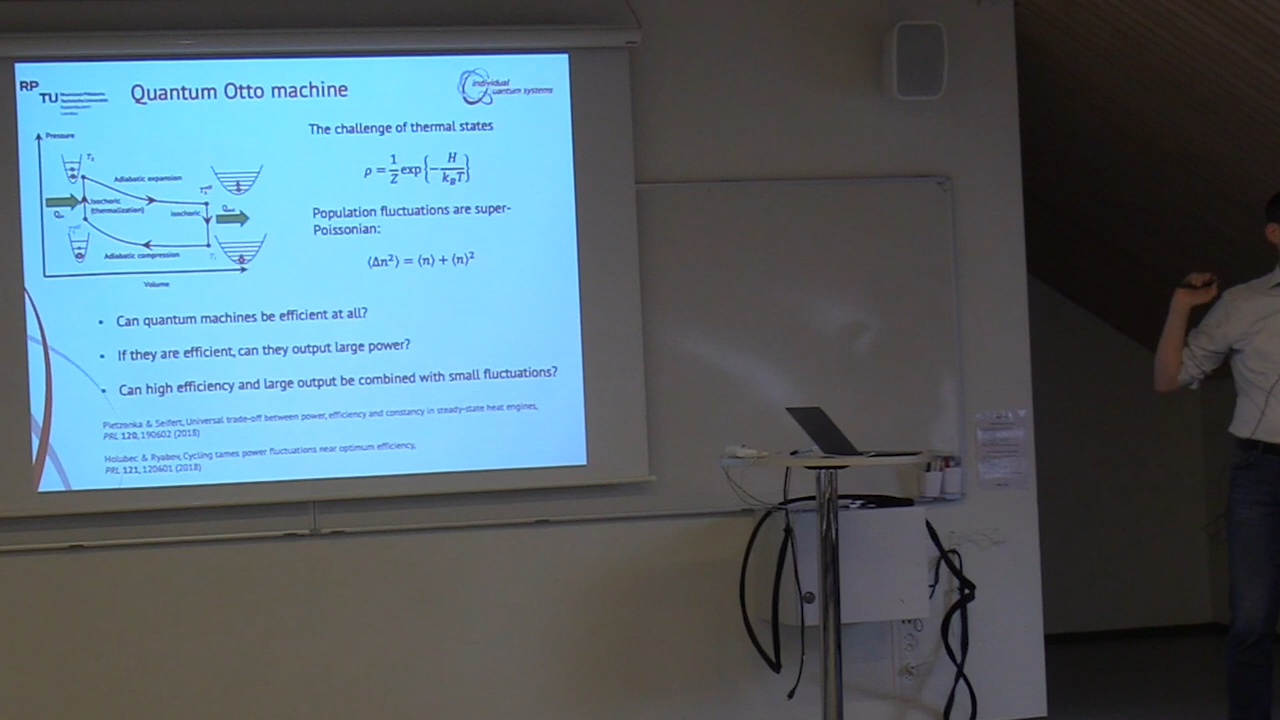 RP
TU
Quantum Otto machine
individual
uantum systems
Pressure
Adiabatic expansion
Isochoric
(thermalization)
Isochoric
Adiabatic compression
Volume
The challenge of thermal states
ρ = 1/Z exp{−H/(k_B T)}
Population fluctuations are super-
Poissonian:
⟨Δn²⟩ = ⟨n⟩ + ⟨n⟩²
• Can quantum machines be efficient at all?
• If they are efficient, can they output large power?
• Can high efficiency and large output be combined with small fluctuations?
Pietzonka & Seifert, Universal trade-off between power, efficiency and constancy in steady-state heat engines,
PRL 120, 190602 (2018)
Holubec & Ryabov, Cycling tames power fluctuations near optimum efficiency,
PRL 121, 120601 (2018)